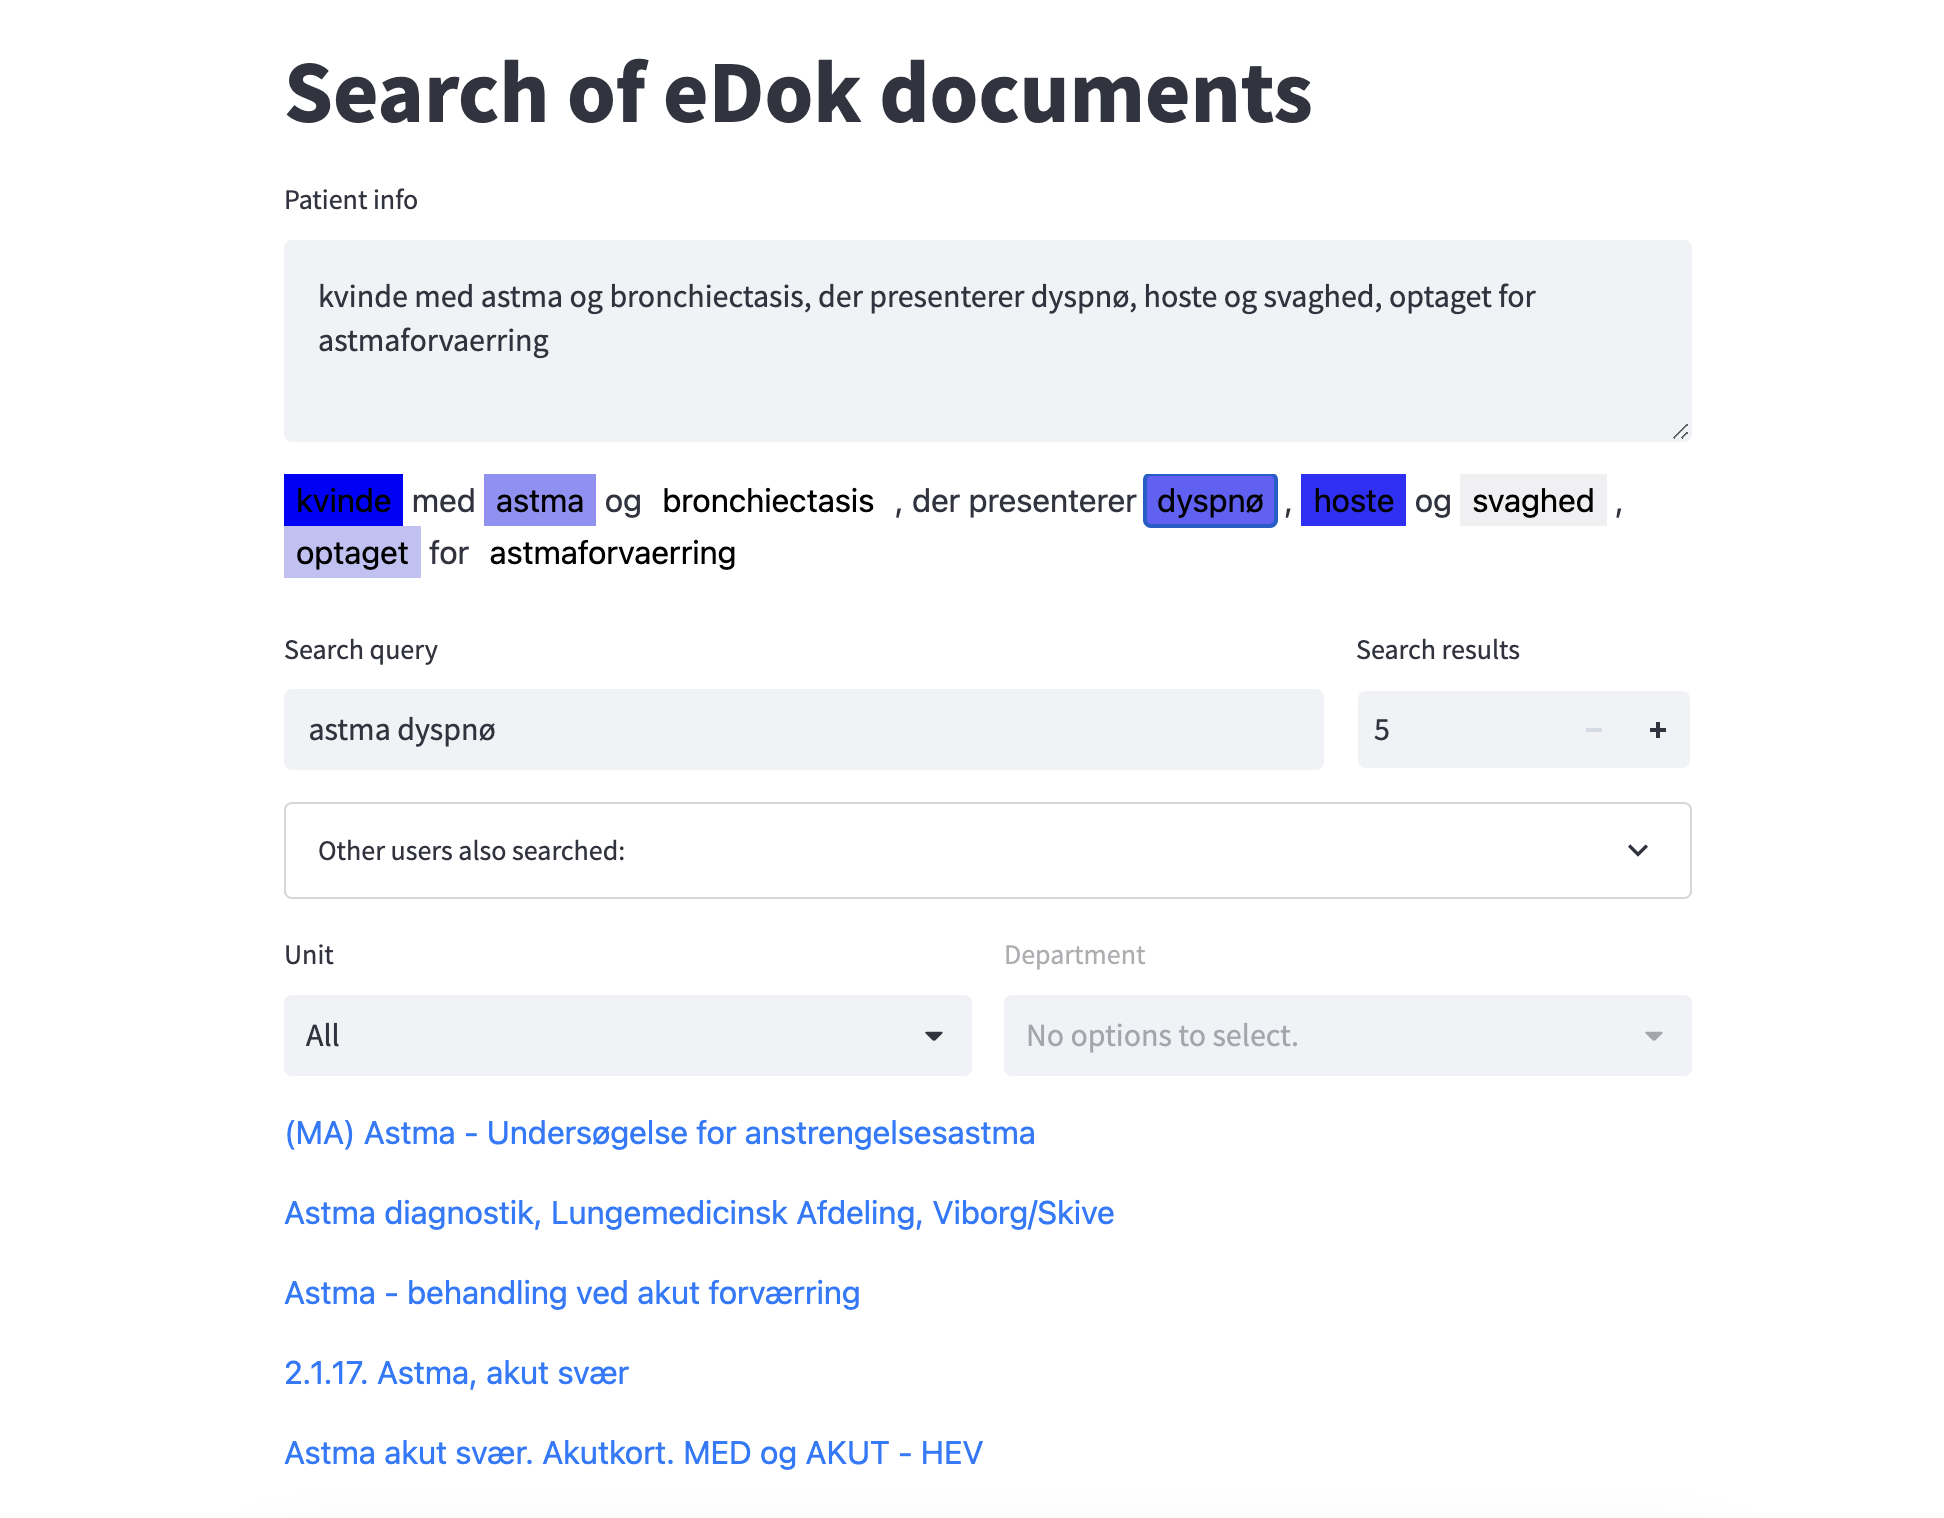 Search of eDok documents
Patient info
kvinde med astma og bronchiectasis, der presenterer dyspnø, hoste og svaghed, optaget for
astmaforvaerring
kvinde med astma og bronchiectasis , der presenterer dyspnø , hoste og svaghed ,
optaget for astmaforvaerring
Search query
Search results
astma dyspnø
5
Other users also searched:
Unit
Department
All
No options to select.
(MA) Astma - Undersøgelse for anstrengelsesastma
Astma diagnostik, Lungemedicinsk Afdeling, Viborg/Skive
Astma - behandling ved akut forværring
2.1.17. Astma, akut svær
Astma akut svær. Akutkort. MED og AKUT - HEV